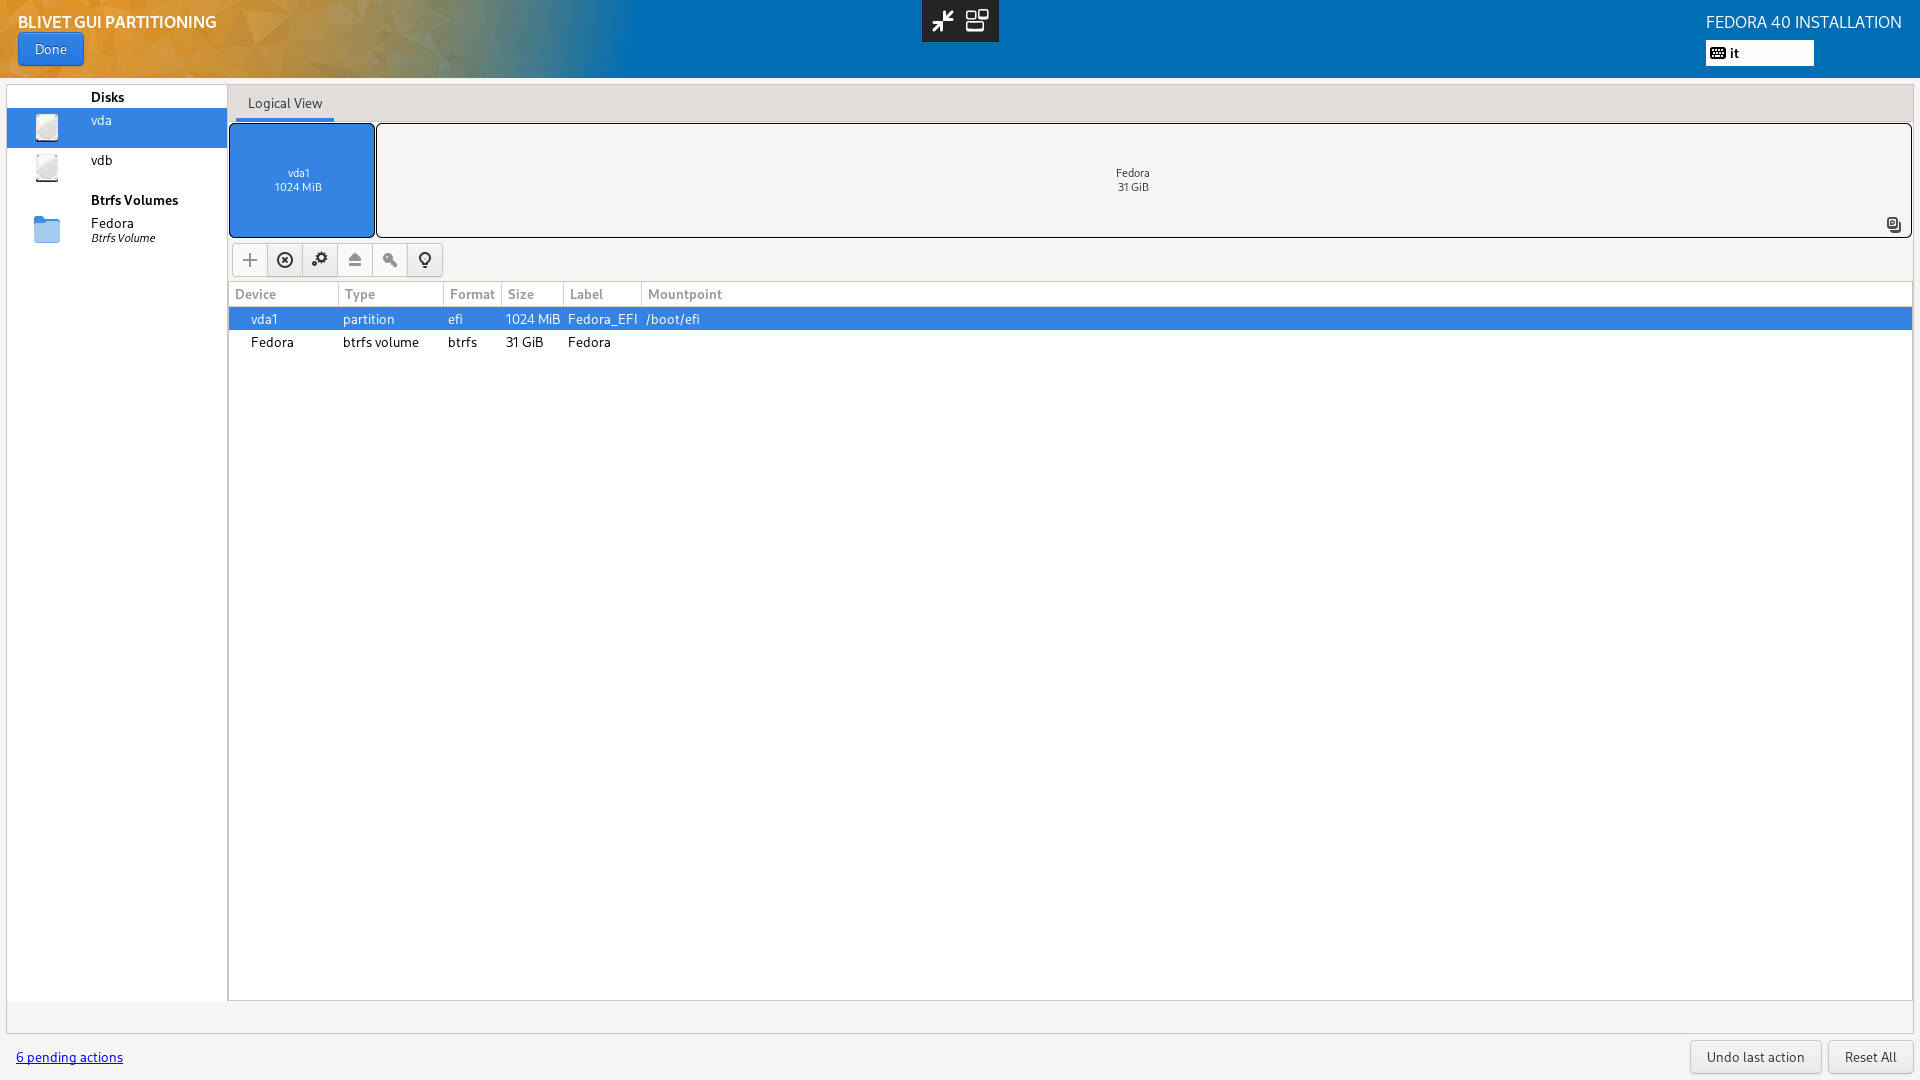 BLIVET GUI PARTITIONING
Done
FEDORA 40 INSTALLATION
it
Disks
vda
vdb
Btrfs Volumes
Fedora
Btrfs Volume
Logical View
vda1
1024 MiB
Fedora
31 GiB
Device Type Format Size Label Mountpoint
vda1 partition efi 1024 MiB Fedora_EFI /boot/efi
Fedora btrfs volume btrfs 31 GiB Fedora
6 pending actions
Undo last action
Reset All